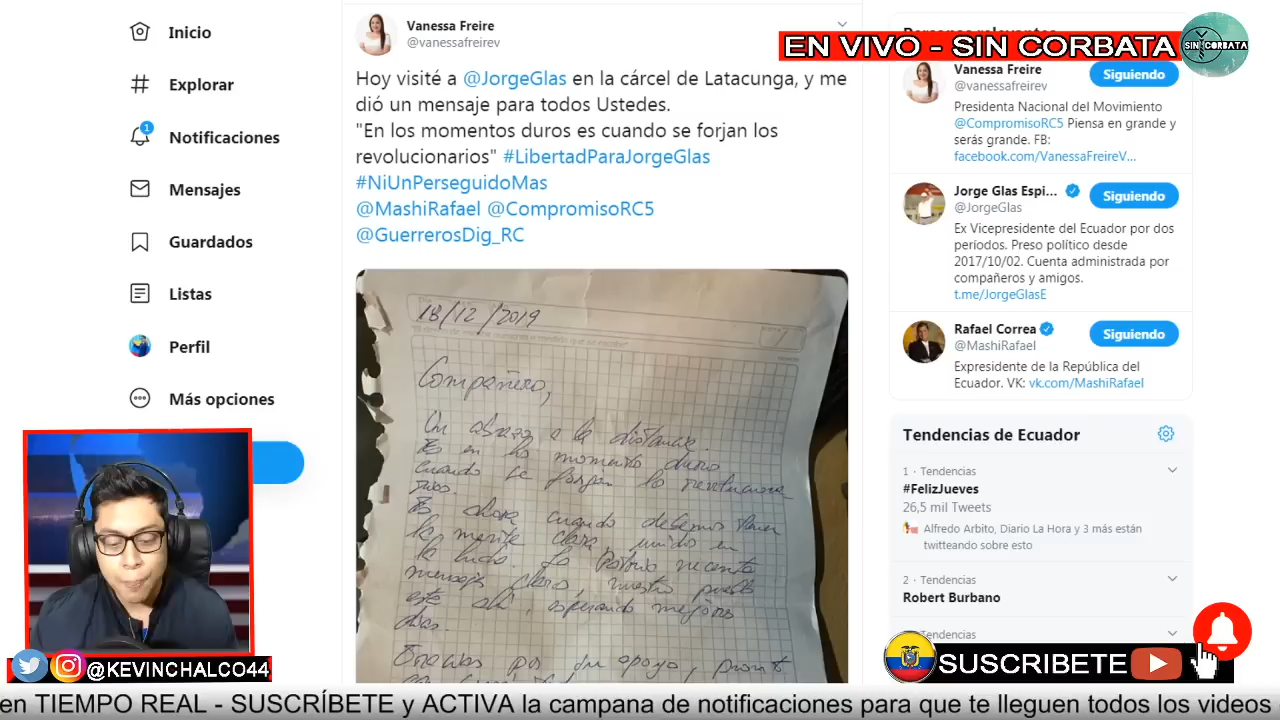 Inicio
Explorar
1
Notificaciones
Mensajes
Guardados
Listas
Perfil
Más opciones
Vanessa Freire
@vanessafreirev
Hoy visité a @JorgeGlas en la cárcel de Latacunga, y me
dió un mensaje para todos Ustedes.
"En los momentos duros es cuando se forjan los
revolucionarios" #LibertadParaJorgeGlas
#NiUnPerseguidoMas
@MashiRafael @CompromisoRC5
@GuerrerosDig_RC
18/12/2019
Compañero,
Un abrazo a la distancia.
Es en los momentos duros
cuando se forjan los revoluciona
rios.
Es ahora cuando debemos tener
la mente clara, unidos en
la lucha. La Patria necesita
mensaje claro, nuestro pueblo
está ahí, esperando mejores
días.
Gracias por su apoyo, pronto
EN VIVO - SIN CORBATA
SIN CORBATA
Personas relevantes
Vanessa Freire
@vanessafreirev
Siguiendo
Presidenta Nacional del Movimiento
@CompromisoRC5 Piensa en grande y
serás grande. FB:
facebook.com/VanessaFreireV...
Jorge Glas Espi...
@JorgeGlas
Siguiendo
Ex Vicepresidente del Ecuador por dos
períodos. Preso político desde
2017/10/02. Cuenta administrada por
compañeros y amigos.
t.me/JorgeGlasE
Rafael Correa
@MashiRafael
Siguiendo
Expresidente de la República del
Ecuador. VK: vk.com/MashiRafael
Tendencias de Ecuador
1 · Tendencias
#FelizJueves
26,5 mil Tweets
Alfredo Arbito, Diario La Hora y 3 más están
twitteando sobre esto
2 · Tendencias
Robert Burbano
Tendencias
@KEVINCHALCO44
SUSCRIBETE
en TIEMPO REAL - SUSCRÍBETE y ACTIVA la campana de notificaciones para que te lleguen todos los videos